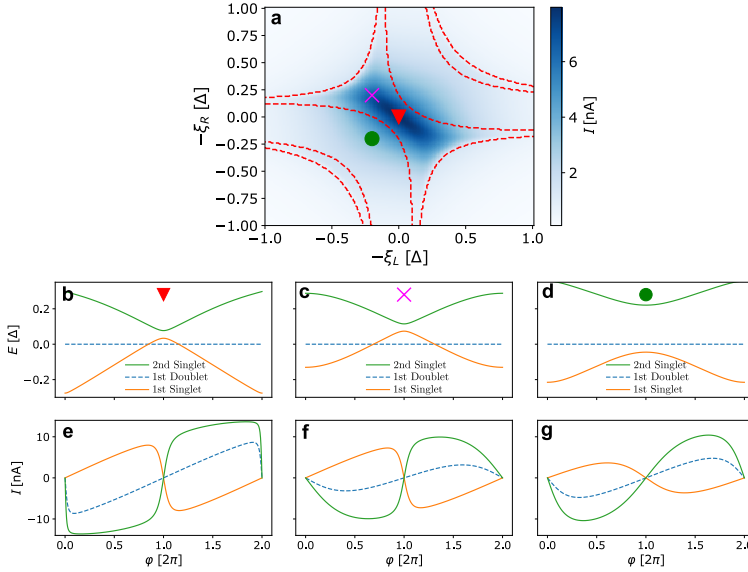 a
1.00
0.75
0.50
0.25
0.00
−0.25
−0.50
−0.75
−1.00
−ξ_R [Δ]
−1.0 −0.5 0.0 0.5 1.0
−ξ_L [Δ]
6
4
2
I [nA]
b
c
d
0.2
0.0
−0.2
E [Δ]
2nd Singlet
1st Doublet
1st Singlet
2nd Singlet
1st Doublet
1st Singlet
2nd Singlet
1st Doublet
1st Singlet
e
f
g
10
0
−10
I [nA]
0.0 0.5 1.0 1.5 2.0
0.0 0.5 1.0 1.5 2.0
0.0 0.5 1.0 1.5 2.0
φ [2π]
φ [2π]
φ [2π]